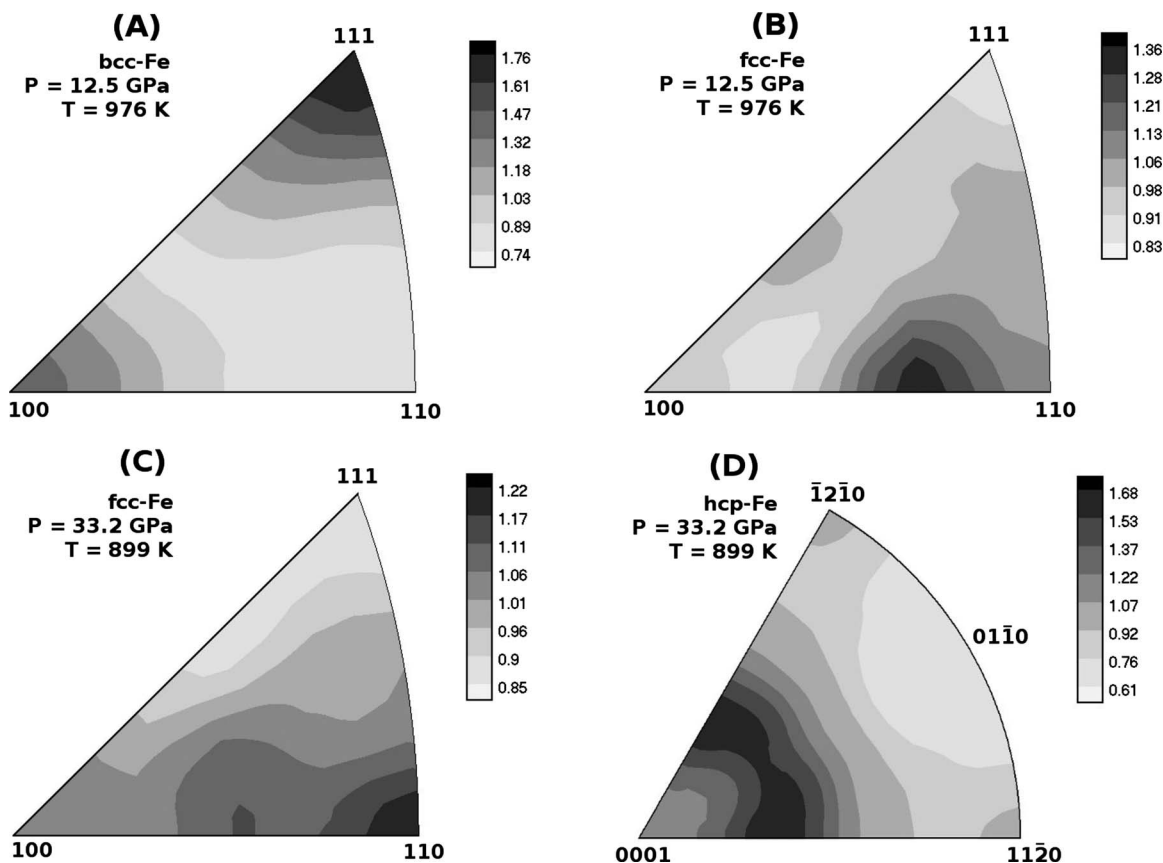 (A)
bcc-Fe
P = 12.5 GPa
T = 976 K
111
1.76
1.61
1.47
1.32
1.18
1.03
0.89
0.74
100
110
(B)
fcc-Fe
P = 12.5 GPa
T = 976 K
111
1.36
1.28
1.21
1.13
1.06
0.98
0.91
0.83
100
110
(C)
fcc-Fe
P = 33.2 GPa
T = 899 K
111
1.22
1.17
1.11
1.06
1.01
0.96
0.9
0.85
100
110
(D)
hcp-Fe
P = 33.2 GPa
T = 899 K
1̅21̅0
011̅0
1.68
1.53
1.37
1.22
1.07
0.92
0.76
0.61
0001
112̅0